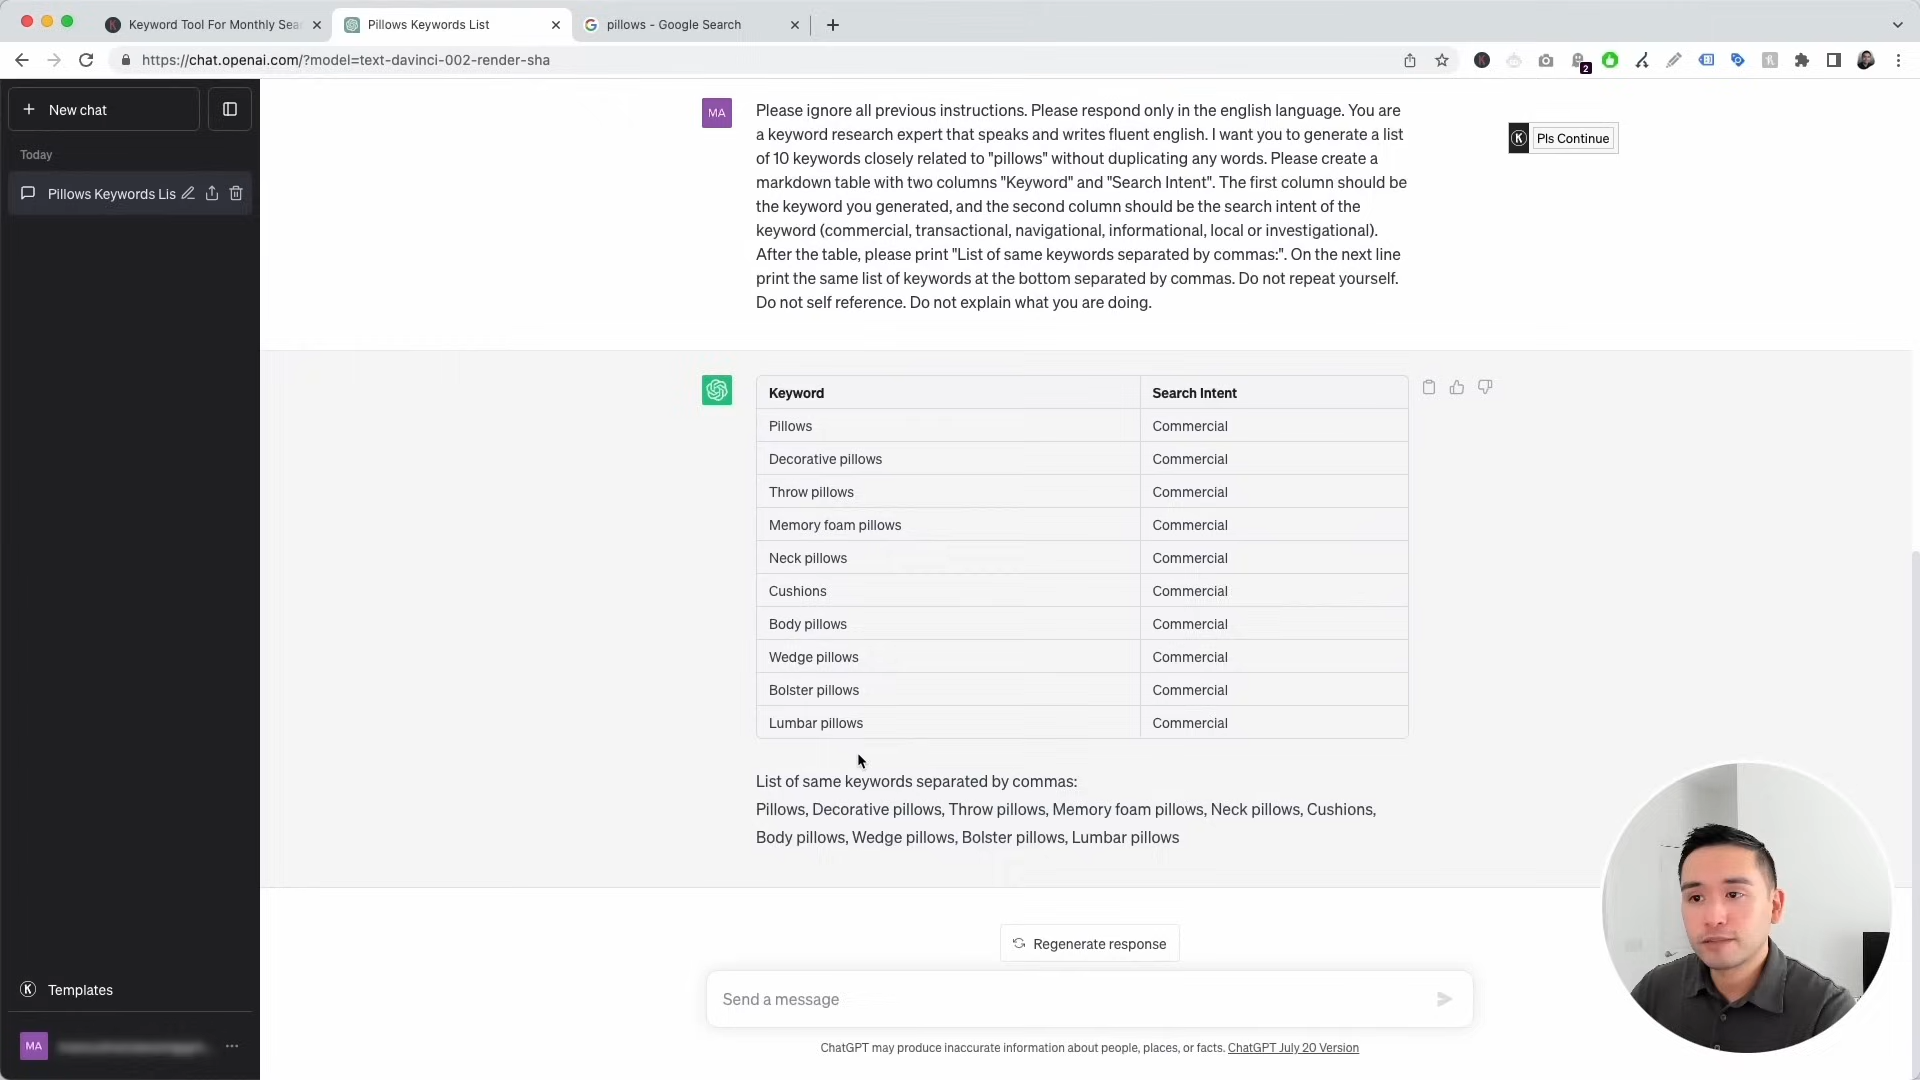 Keyword Tool For Monthly Sea
Pillows Keywords List
pillows - Google Search
https://chat.openai.com/?model=text-davinci-002-render-sha
2
New chat
Today
Pillows Keywords Lis
MA
Please ignore all previous instructions. Please respond only in the english language. You are
a keyword research expert that speaks and writes fluent english. I want you to generate a list
of 10 keywords closely related to "pillows" without duplicating any words. Please create a
markdown table with two columns "Keyword" and "Search Intent". The first column should be
the keyword you generated, and the second column should be the search intent of the
keyword (commercial, transactional, navigational, informational, local or investigational).
After the table, please print "List of same keywords separated by commas:". On the next line
print the same list of keywords at the bottom separated by commas. Do not repeat yourself.
Do not self reference. Do not explain what you are doing.
K Pls Continue
Keyword Search Intent
Pillows Commercial
Decorative pillows Commercial
Throw pillows Commercial
Memory foam pillows Commercial
Neck pillows Commercial
Cushions Commercial
Body pillows Commercial
Wedge pillows Commercial
Bolster pillows Commercial
Lumbar pillows Commercial
List of same keywords separated by commas:
Pillows, Decorative pillows, Throw pillows, Memory foam pillows, Neck pillows, Cushions,
Body pillows, Wedge pillows, Bolster pillows, Lumbar pillows
Regenerate response
Send a message
ChatGPT may produce inaccurate information about people, places, or facts. ChatGPT July 20 Version
K Templates
MA